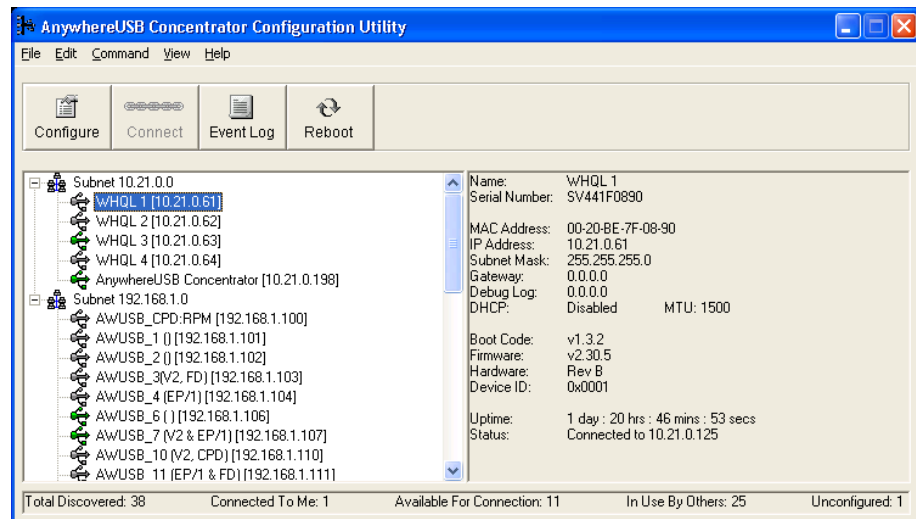 AnywhereUSB Concentrator Configuration Utility
File Edit Command View Help
Configure Connect Event Log Reboot
Subnet 10.21.0.0
WHQL 1 [10.21.0.61]
WHQL 2 [10.21.0.62]
WHQL 3 [10.21.0.63]
WHQL 4 [10.21.0.64]
AnywhereUSB Concentrator [10.21.0.198]
Subnet 192.168.1.0
AWUSB_CPD:RPM [192.168.1.100]
AWUSB_1 () [192.168.1.101]
AWUSB_2 () [192.168.1.102]
AWUSB_3(V2, FD) [192.168.1.103]
AWUSB_4 (EP/1) [192.168.1.104]
AWUSB_6 ( ) [192.168.1.106]
AWUSB_7 (V2 & EP/1) [192.168.1.107]
AWUSB_10 (V2, CPD) [192.168.1.110]
AWUSB_11 (EP/1 & FD) [192.168.1.111]
Name: WHQL 1
Serial Number: SV441F0890
MAC Address: 00-20-BE-7F-08-90
IP Address: 10.21.0.61
Subnet Mask: 255.255.255.0
Gateway: 0.0.0.0
Debug Log: 0.0.0.0
DHCP: Disabled MTU: 1500
Boot Code: v1.3.2
Firmware: v2.30.5
Hardware: Rev B
Device ID: 0x0001
Uptime: 1 day : 20 hrs : 46 mins : 53 secs
Status: Connected to 10.21.0.125
Total Discovered: 38 Connected To Me: 1 Available For Connection: 11 In Use By Others: 25 Unconfigured: 1